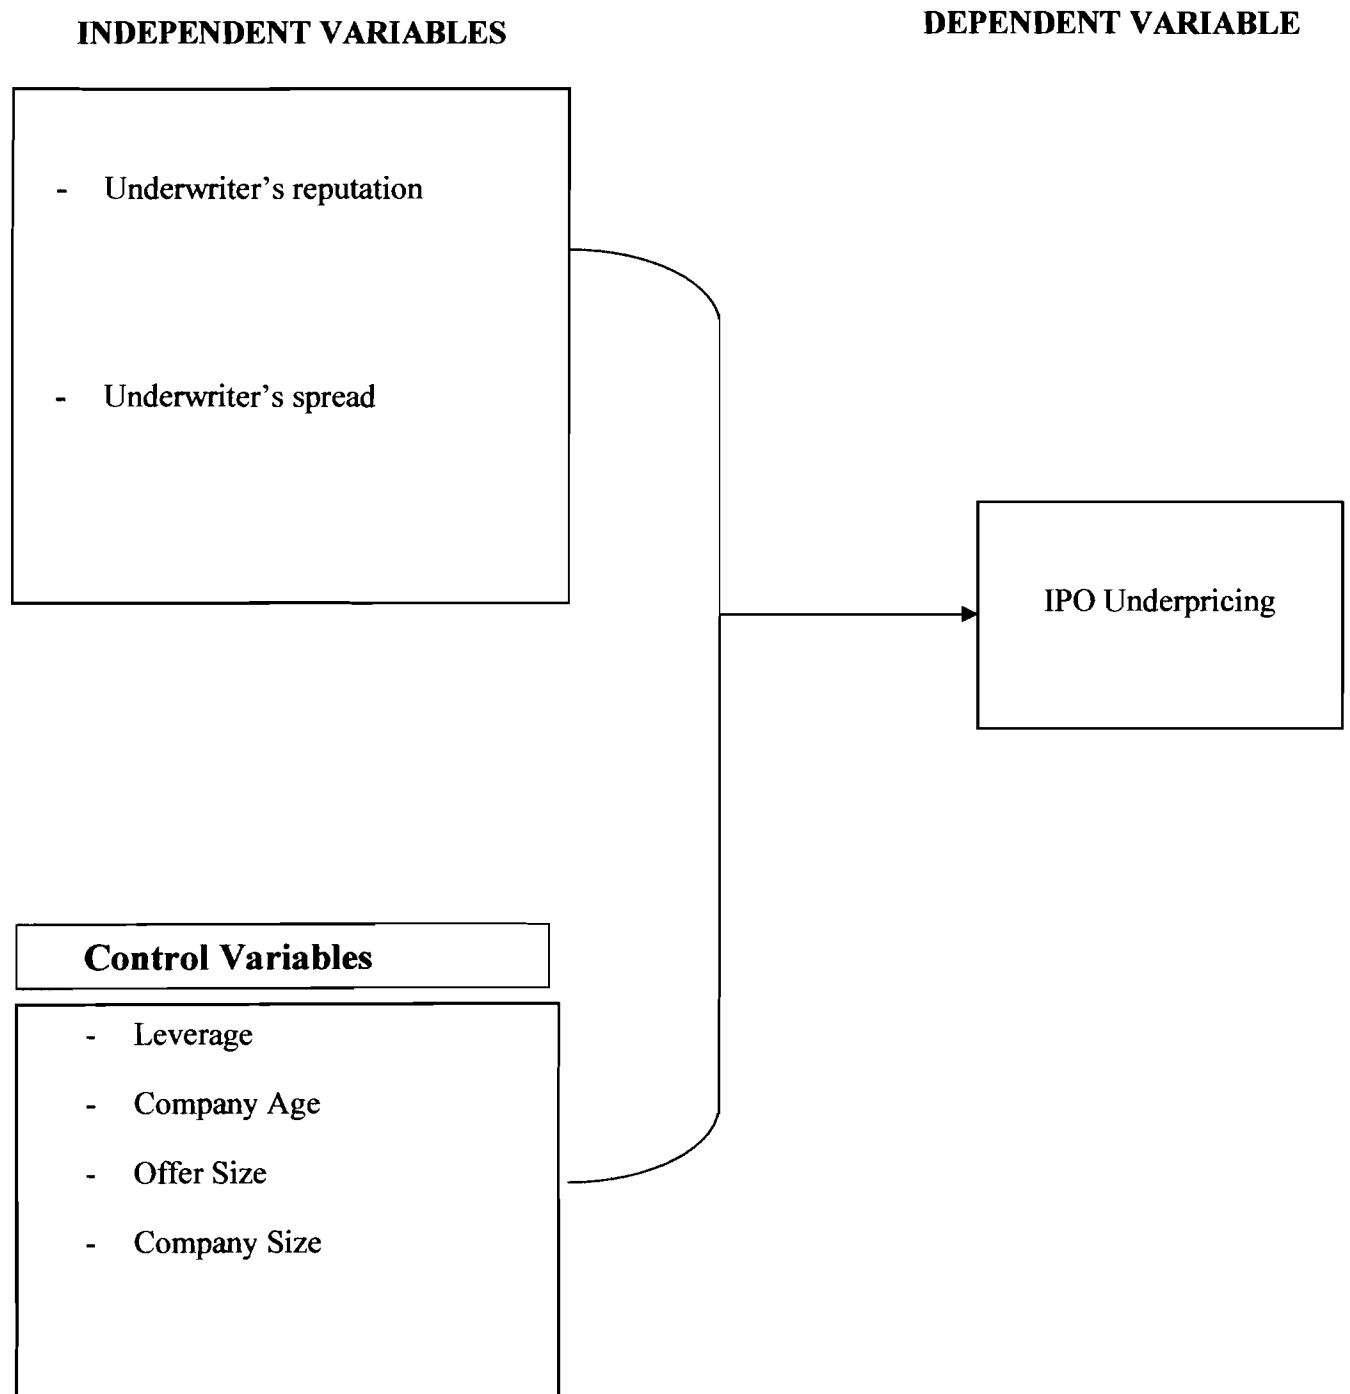 INDEPENDENT VARIABLES
DEPENDENT VARIABLE
- Underwriter’s reputation
- Underwriter’s spread
IPO Underpricing
Control Variables
- Leverage
- Company Age
- Offer Size
- Company Size